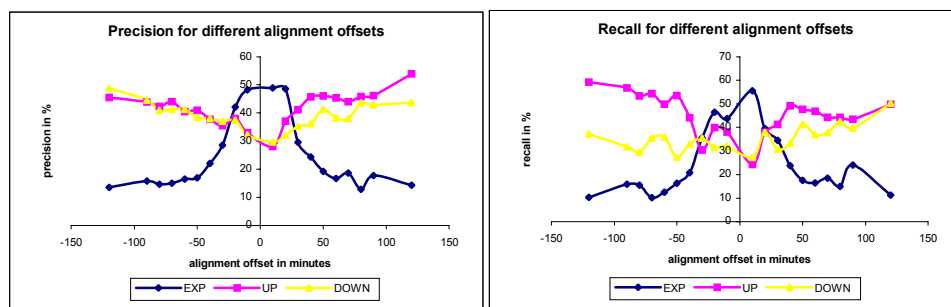 Precision for different alignment offsets
60
50
40
30
20
10
0
-150 -100 -50 0 50 100 150
precision in %
alignment offset in minutes
EXP UP DOWN
Recall for different alignment offsets
70
60
50
40
30
20
10
0
-150 -100 -50 0 50 100 150
recall in %
alignment offset in minutes
EXP UP DOWN